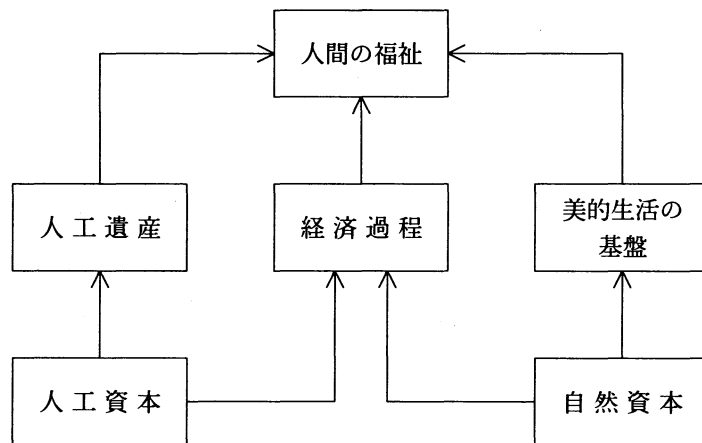 人間の福祉
人工遺産
経済過程
美的生活の
基盤
人工資本
自然資本